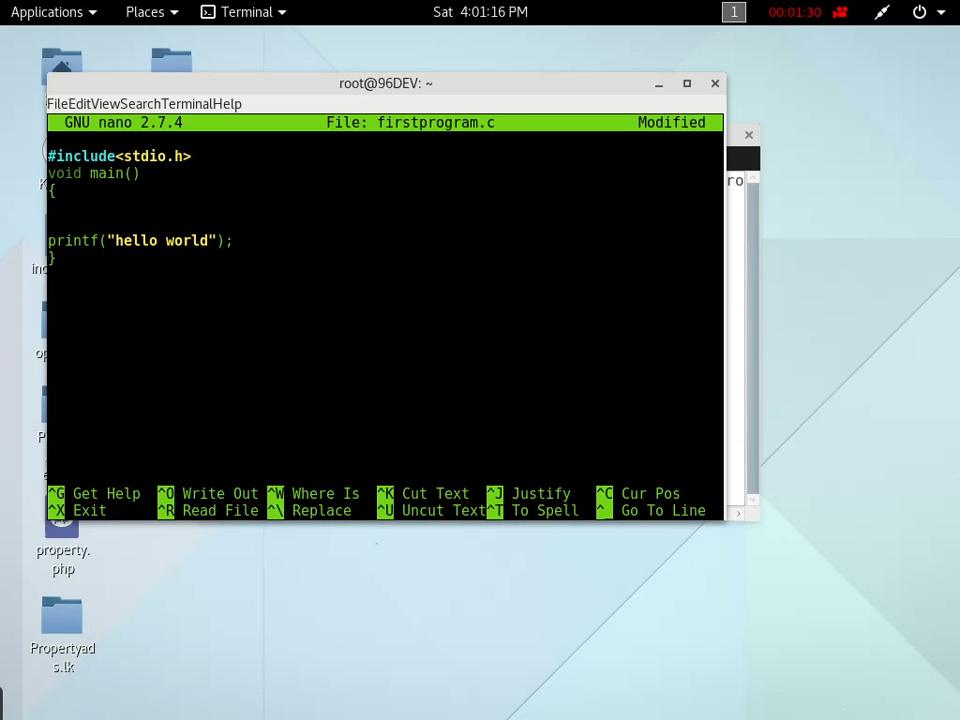 Applications Places Terminal Sat 4:01:16 PM 1 00:01:30
root@96DEV: ~
FileEditViewSearchTerminalHelp
GNU nano 2.7.4 File: firstprogram.c Modified
#include<stdio.h>
void main()
{
printf("hello world");
}
ro
^G Get Help ^O Write Out ^W Where Is ^K Cut Text ^J Justify ^C Cur Pos
^X Exit ^R Read File ^\ Replace ^U Uncut Text^T To Spell ^ Go To Line
property.
php
Propertyad
s.lk